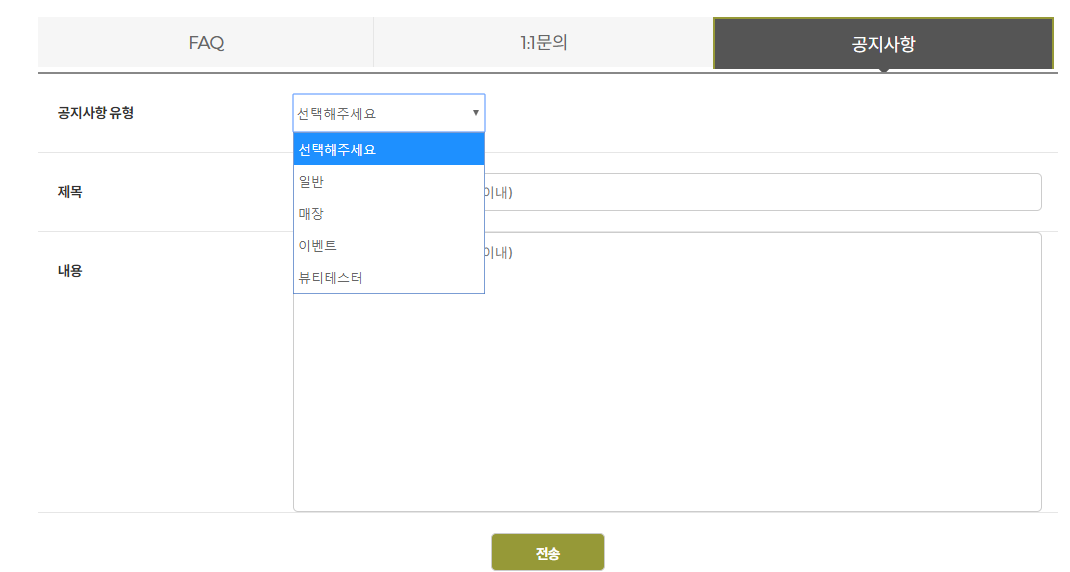 FAQ
1:1문의
공지사항
공지사항 유형
선택해주세요
선택해주세요
일반
매장
이벤트
뷰티테스터
제목
이내)
내용
이내)
전송